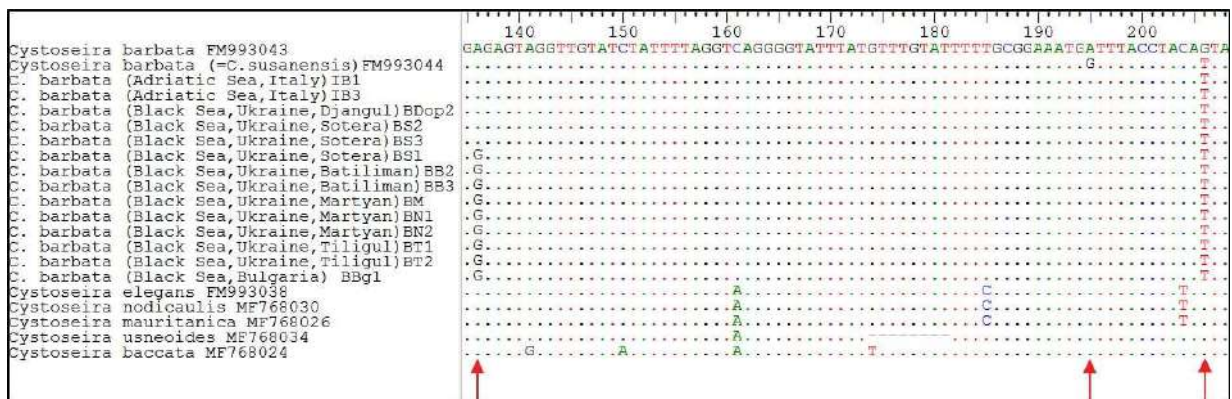 140 150 160 170 180 190 200
Cystoseira barbata FM993043 GAGAGTAGGTTGTATCTATTTTAGGTCAGGGGTATTTATGTTTGTATTTTTGCGGAAATGATTTACCTACAGTA
Cystoseira barbata (=C.susanensis)FM993044 ............................................................G..........T..
C. barbata (Adriatic Sea,Italy)IB1 .......................................................................T..
C. barbata (Adriatic Sea,Italy)IB3 .......................................................................T..
C. barbata (Black Sea,Ukraine,Djangul)BDop2 .......................................................................T..
C. barbata (Black Sea,Ukraine,Sotera)BS2 .......................................................................T..
C. barbata (Black Sea,Ukraine,Sotera)BS3 .......................................................................T..
C. barbata (Black Sea,Ukraine,Sotera)BS1 .G.....................................................................T..
C. barbata (Black Sea,Ukraine,Batiliman)BB2 .G.....................................................................T..
C. barbata (Black Sea,Ukraine,Batiliman)BB3 .G.....................................................................T..
C. barbata (Black Sea,Ukraine,Martyan)BM .G.....................................................................T..
C. barbata (Black Sea,Ukraine,Martyan)BN1 .G.....................................................................T..
C. barbata (Black Sea,Ukraine,Martyan)BN2 .G.....................................................................T..
C. barbata (Black Sea,Ukraine,Tiligul)BT1 .G.....................................................................T..
C. barbata (Black Sea,Ukraine,Tiligul)BT2 .G.....................................................................T..
C. barbata (Black Sea,Bulgaria) BBg1 .G.....................................................................T..
Cystoseira elegans FM993038 ..........................A.......................C..................T....
Cystoseira nodicaulis MF768030 ..........................A.......................C..................T....
Cystoseira mauritanica MF768026 ..........................A.......................C..................T....
Cystoseira usneoides MF768034 ..........................A............--------...........................
Cystoseira baccata MF768024 ......G........A..........A............T..................................